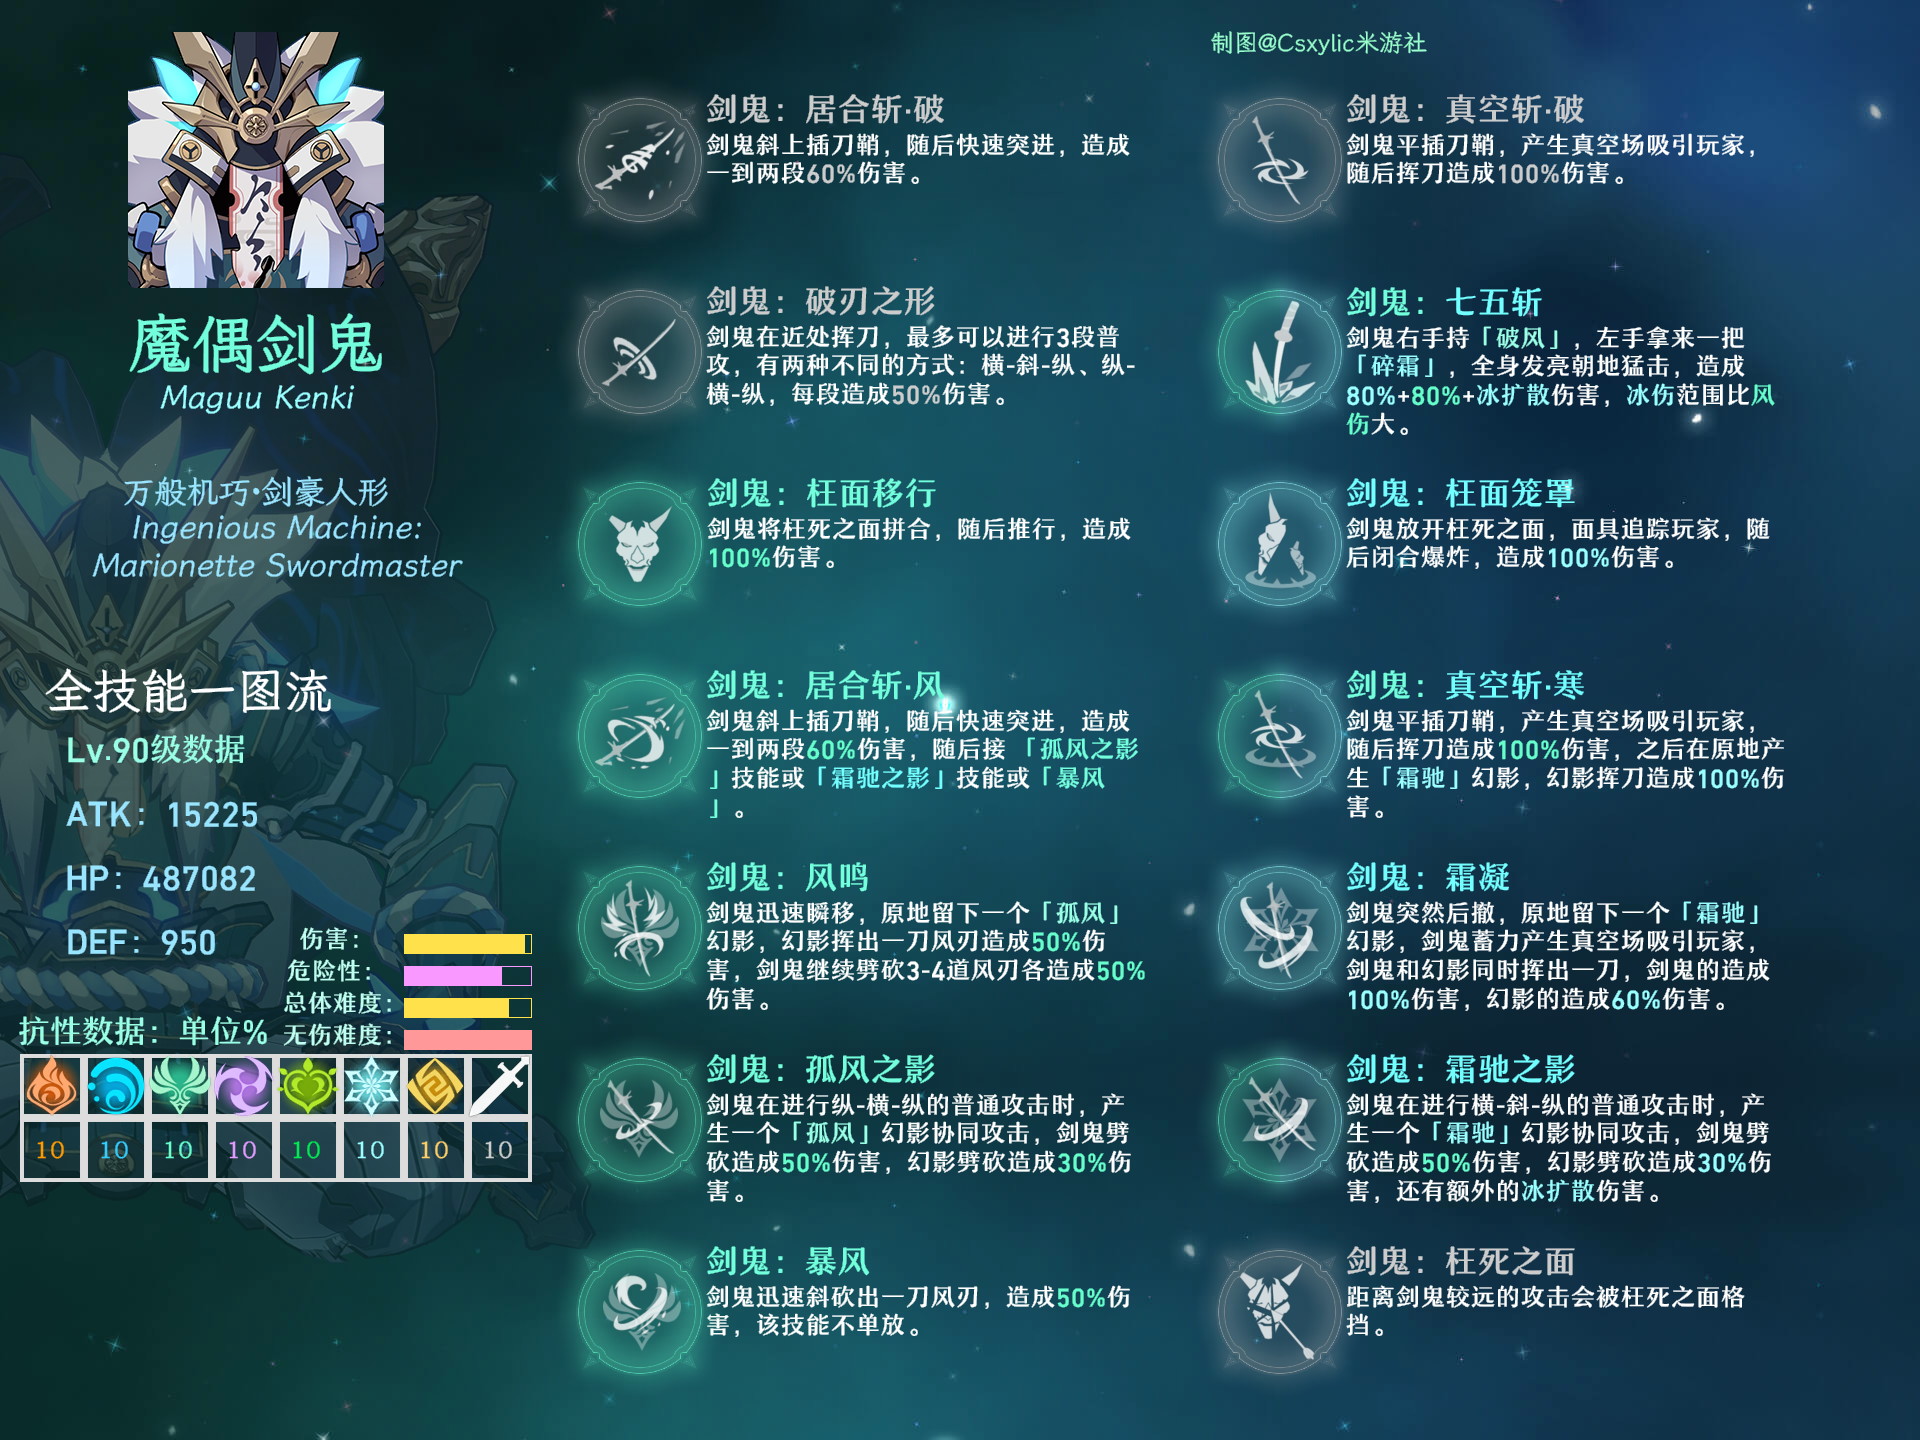 制图@Csxylic米游社
魔偶剑鬼
Maguu Kenki
万般机巧·剑豪人形
Ingenious Machine:
Marionette Swordmaster
全技能一图流
Lv.90级数据
ATK：15225
HP：487082
DEF：950
伤害：
危险性：
总体难度：
无伤难度：
抗性数据：单位%
10 10 10 10 10 10 10 10
剑鬼：居合斩·破
剑鬼斜上插刀鞘，随后快速突进，造成
一到两段60%伤害。
剑鬼：破刃之形
剑鬼在近处挥刀，最多可以进行3段普
攻，有两种不同的方式：横-斜-纵、纵-
横-纵，每段造成50%伤害。
剑鬼：枉面移行
剑鬼将枉死之面拼合，随后推行，造成
100%伤害。
剑鬼：居合斩·风
剑鬼斜上插刀鞘，随后快速突进，造成
一到两段60%伤害，随后接「孤风之影
」技能或「霜驰之影」技能或「暴风
」。
剑鬼：风鸣
剑鬼迅速瞬移，原地留下一个「孤风」
幻影，幻影挥出一刀风刃造成50%伤
害，剑鬼继续劈砍3-4道风刃各造成50%
伤害。
剑鬼：孤风之影
剑鬼在进行纵-横-纵的普通攻击时，产
生一个「孤风」幻影协同攻击，剑鬼劈
砍造成50%伤害，幻影劈砍造成30%伤
害。
剑鬼：暴风
剑鬼迅速斜砍出一刀风刃，造成50%伤
害，该技能不单放。
剑鬼：真空斩·破
剑鬼平插刀鞘，产生真空场吸引玩家，
随后挥刀造成100%伤害。
剑鬼：七五斩
剑鬼右手持「破风」，左手拿来一把
「碎霜」，全身发亮朝地猛击，造成
80%+80%+冰扩散伤害，冰伤范围比风
伤大。
剑鬼：枉面笼罩
剑鬼放开枉死之面，面具追踪玩家，随
后闭合爆炸，造成100%伤害。
剑鬼：真空斩·寒
剑鬼平插刀鞘，产生真空场吸引玩家，
随后挥刀造成100%伤害，之后在原地产
生「霜驰」幻影，幻影挥刀造成100%伤
害。
剑鬼：霜凝
剑鬼突然后撤，原地留下一个「霜驰」
幻影，剑鬼蓄力产生真空场吸引玩家，
剑鬼和幻影同时挥出一刀，剑鬼的造成
100%伤害，幻影的造成60%伤害。
剑鬼：霜驰之影
剑鬼在进行横-斜-纵的普通攻击时，产
生一个「霜驰」幻影协同攻击，剑鬼劈
砍造成50%伤害，幻影劈砍造成30%伤
害，还有额外的冰扩散伤害。
剑鬼：枉死之面
距离剑鬼较远的攻击会被枉死之面格
挡。